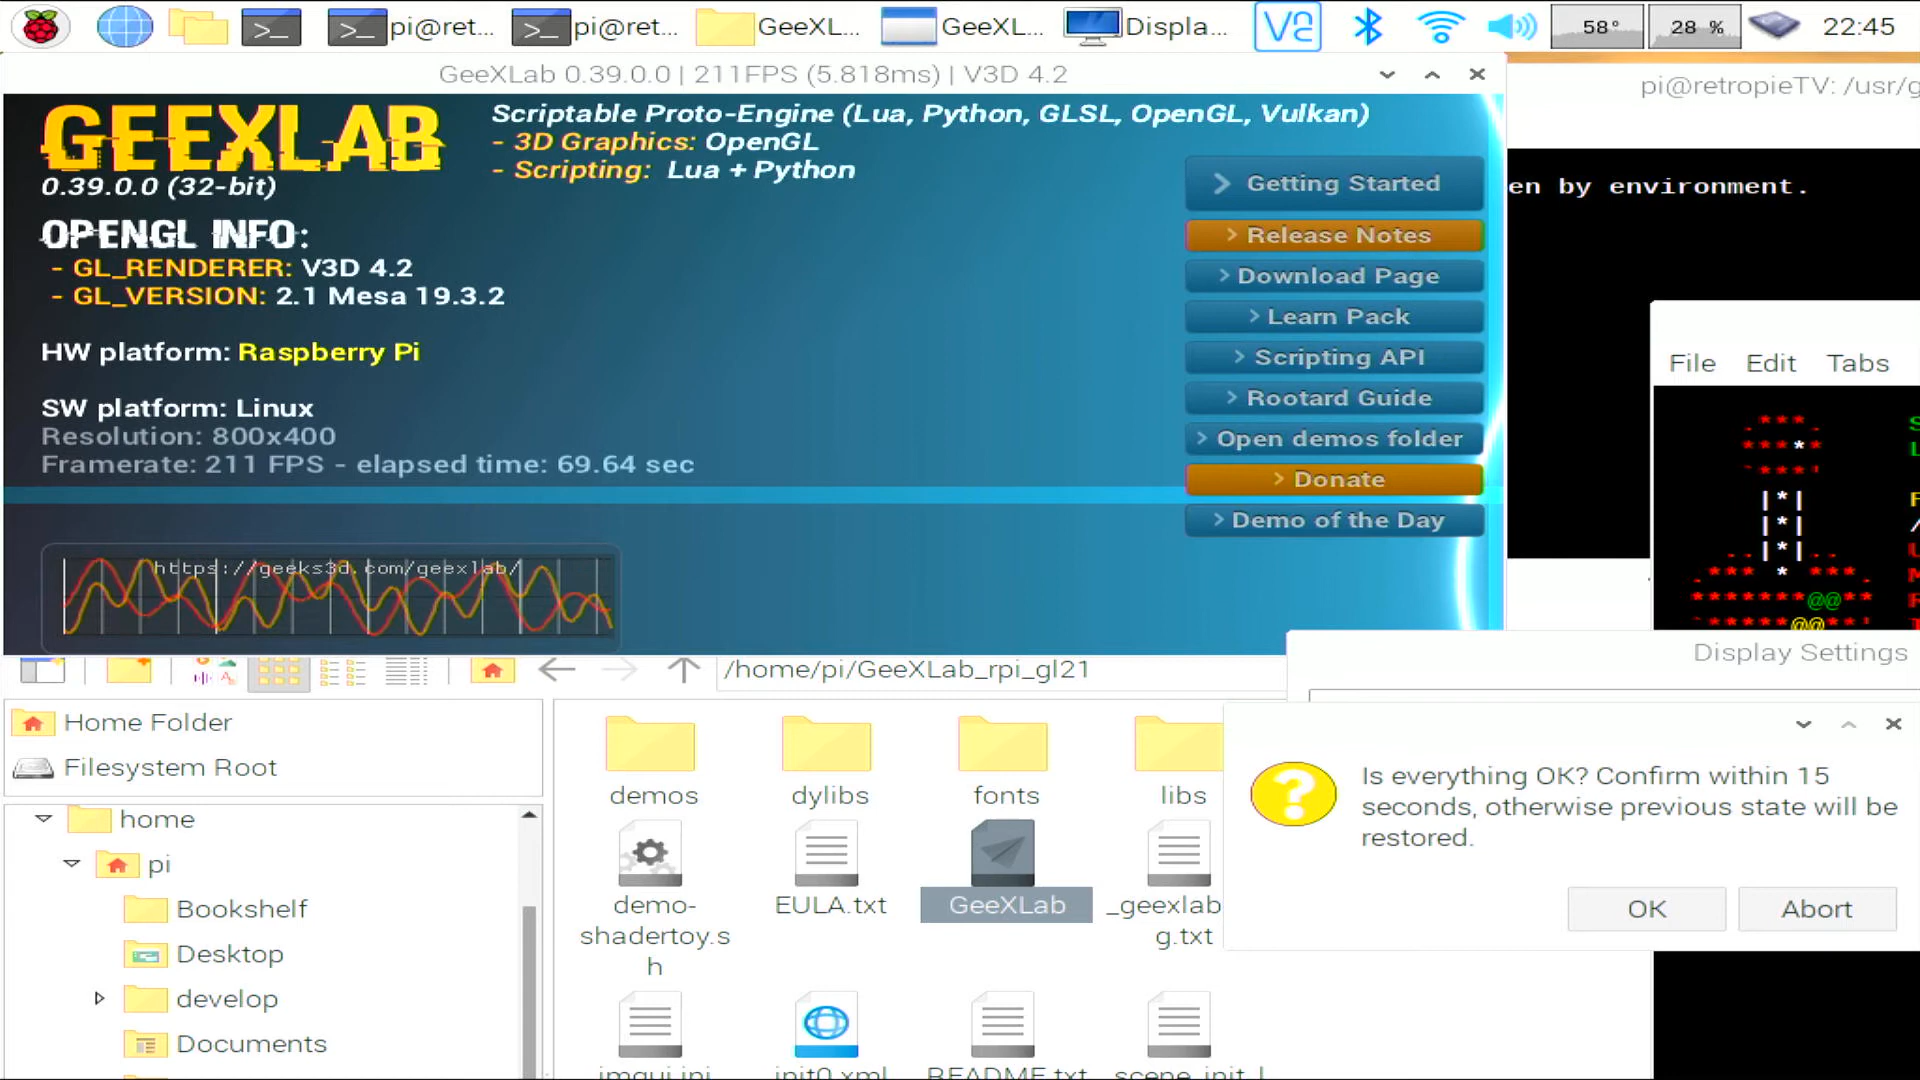 pi@ret...
pi@ret...
GeeXL...
GeeXL...
Displa...
58°
28 %
22:45
GeeXLab 0.39.0.0 | 211FPS (5.818ms) | V3D 4.2
pi@retropieTV: /usr/g
GEEXLAB
0.39.0.0 (32-bit)
Scriptable Proto-Engine (Lua, Python, GLSL, OpenGL, Vulkan)
- 3D Graphics: OpenGL
- Scripting: Lua + Python
OPENGL INFO:
- GL_RENDERER: V3D 4.2
- GL_VERSION: 2.1 Mesa 19.3.2
HW platform: Raspberry Pi
SW platform: Linux
Resolution: 800x400
Framerate: 211 FPS - elapsed time: 69.64 sec
https://geeks3d.com/geexlab/
> Getting Started
> Release Notes
> Download Page
> Learn Pack
> Scripting API
> Rootard Guide
> Open demos folder
> Donate
> Demo of the Day
en by environment.
File Edit Tabs
/home/pi/GeeXLab_rpi_gl21
Home Folder
Filesystem Root
home
pi
Bookshelf
Desktop
develop
Documents
demos
dylibs
fonts
libs
demo-
shadertoy.s
h
EULA.txt
GeeXLab
_geexlab
g.txt
imgui.ini
init0.xml
README.txt
scene_init_l
Display Settings
Is everything OK? Confirm within 15
seconds, otherwise previous state will be
restored.
OK
Abort